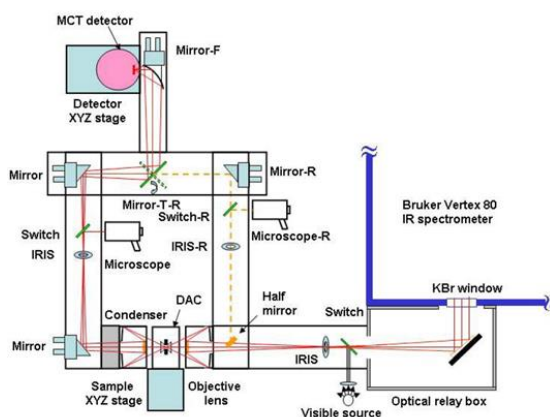 MCT detector
Mirror-F
Detector
XYZ stage
Mirror
Mirror-R
Mirror-T-R
Switch-R
Bruker Vertex 80
IR spectrometer
Switch
IRIS
IRIS-R
Microscope-R
Microscope
KBr window
Condenser
DAC
Half
mirror
Switch
Mirror
IRIS
Sample
XYZ stage
Objective
lens
Optical relay box
Visible source